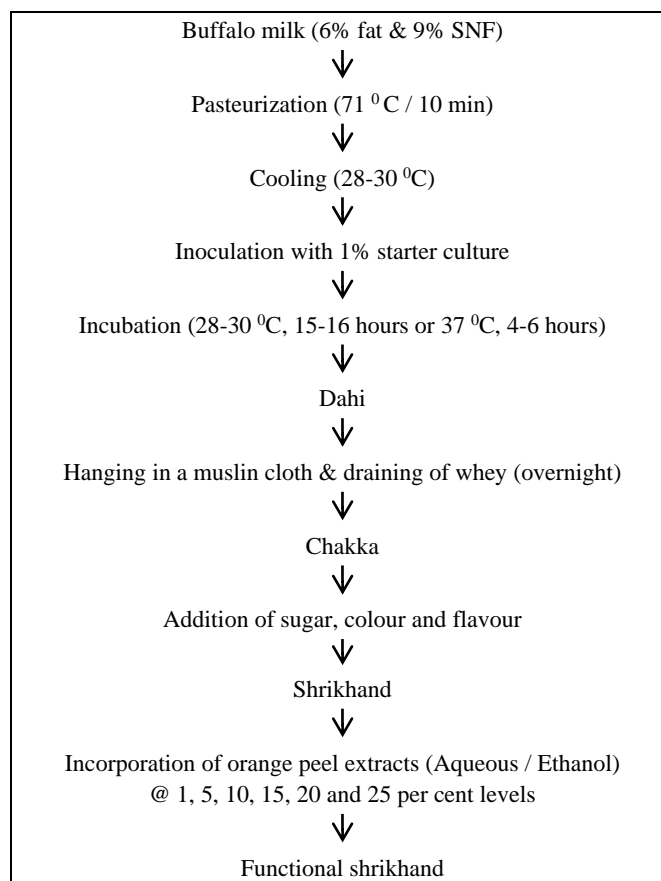 Buffalo milk (6% fat & 9% SNF)
Pasteurization (71 ⁰ C / 10 min)
Cooling (28-30 ⁰C)
Inoculation with 1% starter culture
Incubation (28-30 ⁰C, 15-16 hours or 37 ⁰C, 4-6 hours)
Dahi
Hanging in a muslin cloth & draining of whey (overnight)
Chakka
Addition of sugar, colour and flavour
Shrikhand
Incorporation of orange peel extracts (Aqueous / Ethanol)
@ 1, 5, 10, 15, 20 and 25 per cent levels
Functional shrikhand